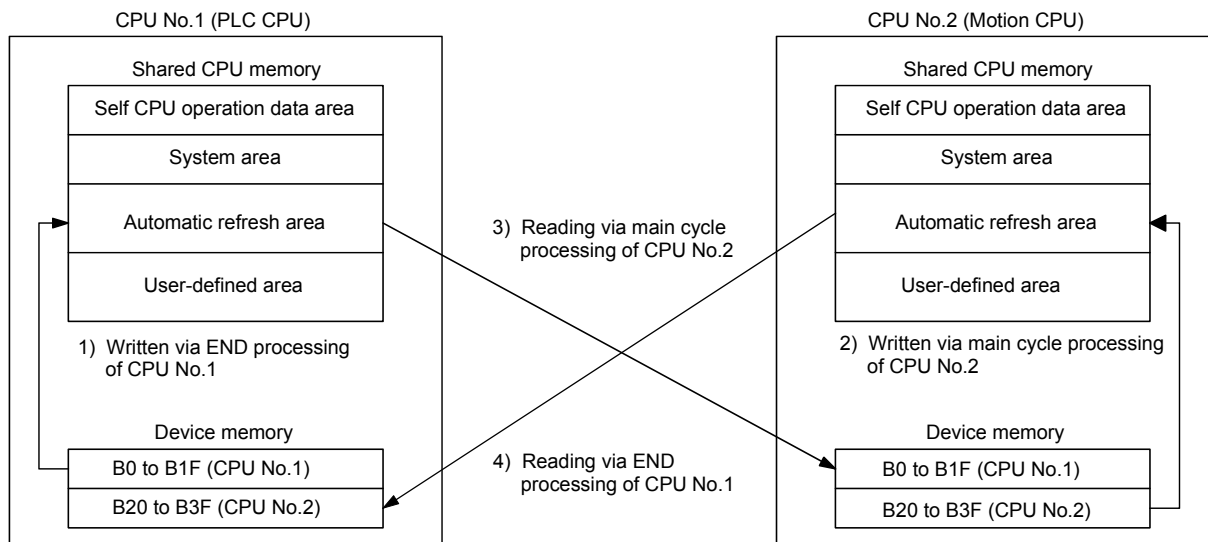 CPU No.1 (PLC CPU)
Shared CPU memory
Self CPU operation data area
System area
Automatic refresh area
User-defined area
1) Written via END processing
of CPU No.1
Device memory
B0 to B1F (CPU No.1)
B20 to B3F (CPU No.2)
3) Reading via main cycle
processing of CPU No.2
4) Reading via END
processing of CPU No.1
CPU No.2 (Motion CPU)
Shared CPU memory
Self CPU operation data area
System area
Automatic refresh area
User-defined area
2) Written via main cycle processing
of CPU No.2
Device memory
B0 to B1F (CPU No.1)
B20 to B3F (CPU No.2)